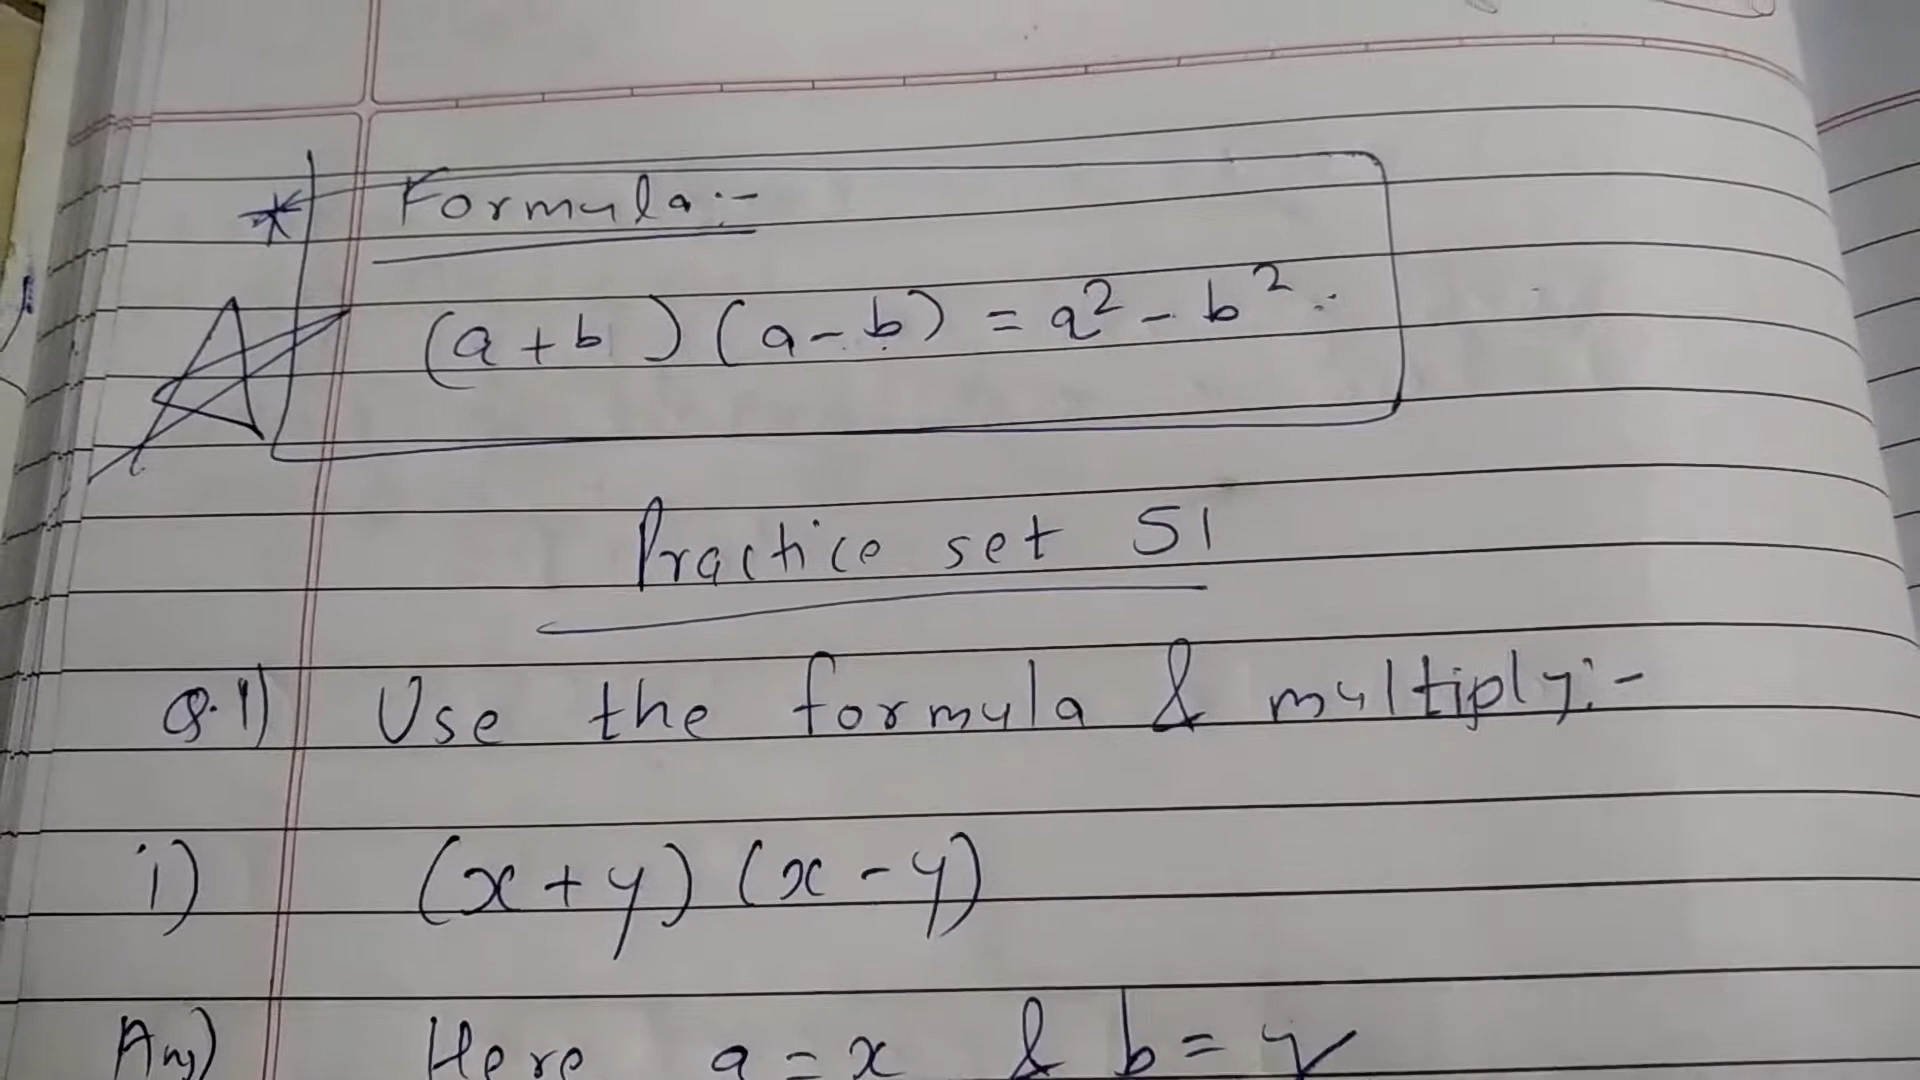 * Formula:-
(a+b)(a-b) = a² - b².
Practice set 51
Q.1) Use the formula & multiply:-
i) (x+y)(x-y)
Ans) Here a = x & b = y